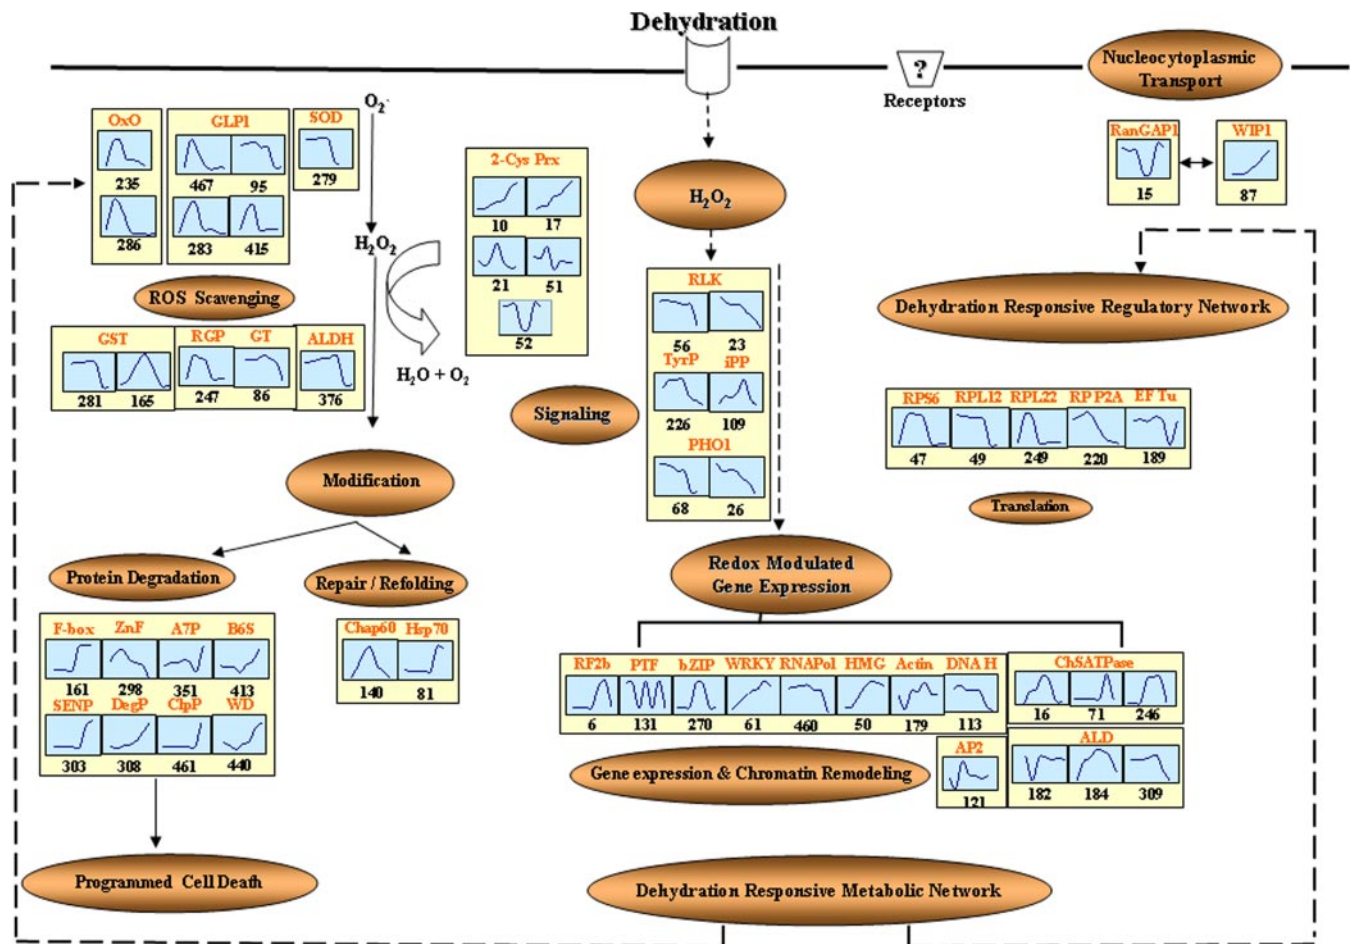 Dehydration
?
Receptors
Nucleocytoplasmic
Transport
RanGAP1 WIP1
15 87
O₂⁻
OxO GLP1 SOD
235 467 95 279
286 283 415
ROS Scavenging
H₂O₂
2-Cys Prx
10 17
21 51
52
H₂O + O₂
GST RGP GT ALDH
281 165 247 86 376
H₂O₂
RLK
56 23
TyrP iPP
226 109
PHO1
68 26
Signaling
Dehydration Responsive Regulatory Network
RPS6 RPL12 RPL22 RP P2A EF Tu
47 49 249 220 189
Translation
Modification
Protein Degradation
Repair / Refolding
F-box ZnF A7P B6S
161 298 351 413
SENP DegP ClpP WD
303 308 461 440
Chap60 Hsp70
140 81
Programmed Cell Death
Redox Modulated
Gene Expression
RF2b PTF bZIP WRKY RNAPol HMG Actin DNA H
6 131 270 61 460 50 179 113
ChSATPase
16 71 246
AP2
121
ALD
182 184 309
Gene expression & Chromatin Remodeling
Dehydration Responsive Metabolic Network